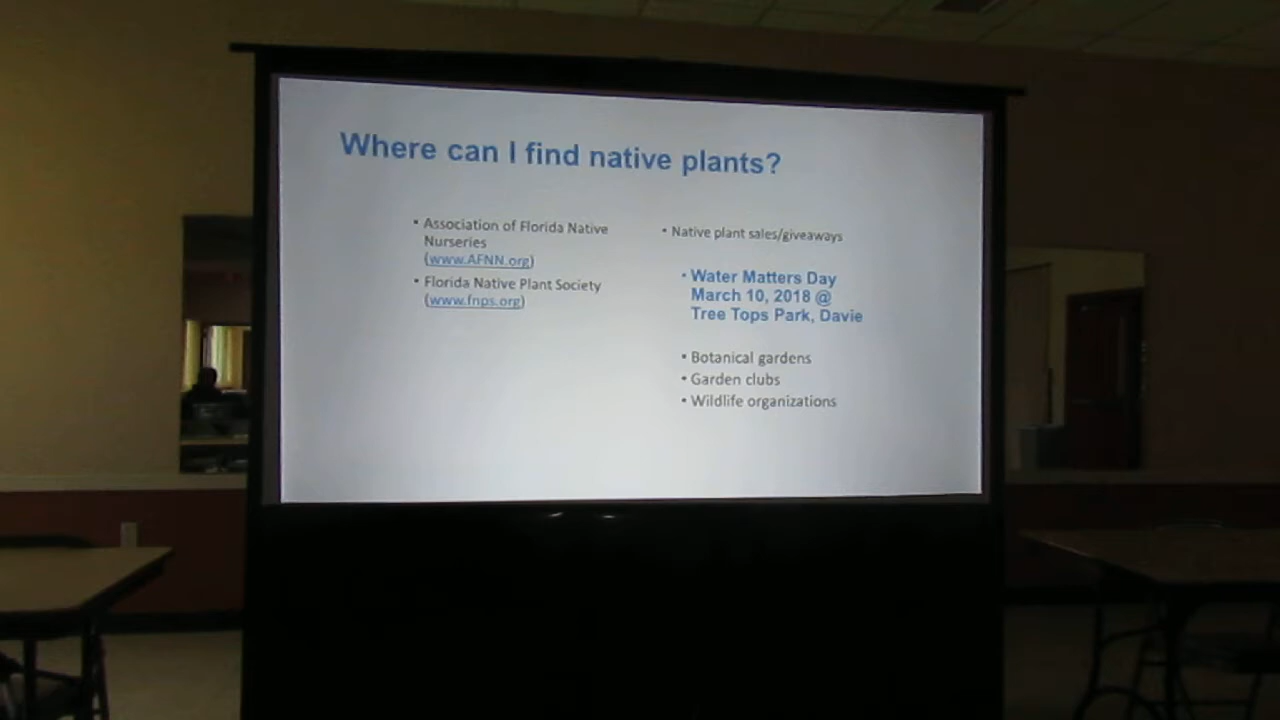 Where can I find native plants?
• Association of Florida Native
Nurseries
(www.AFNN.org)
• Florida Native Plant Society
(www.fnps.org)
• Native plant sales/giveaways
• Water Matters Day
March 10, 2018 @
Tree Tops Park, Davie
• Botanical gardens
• Garden clubs
• Wildlife organizations